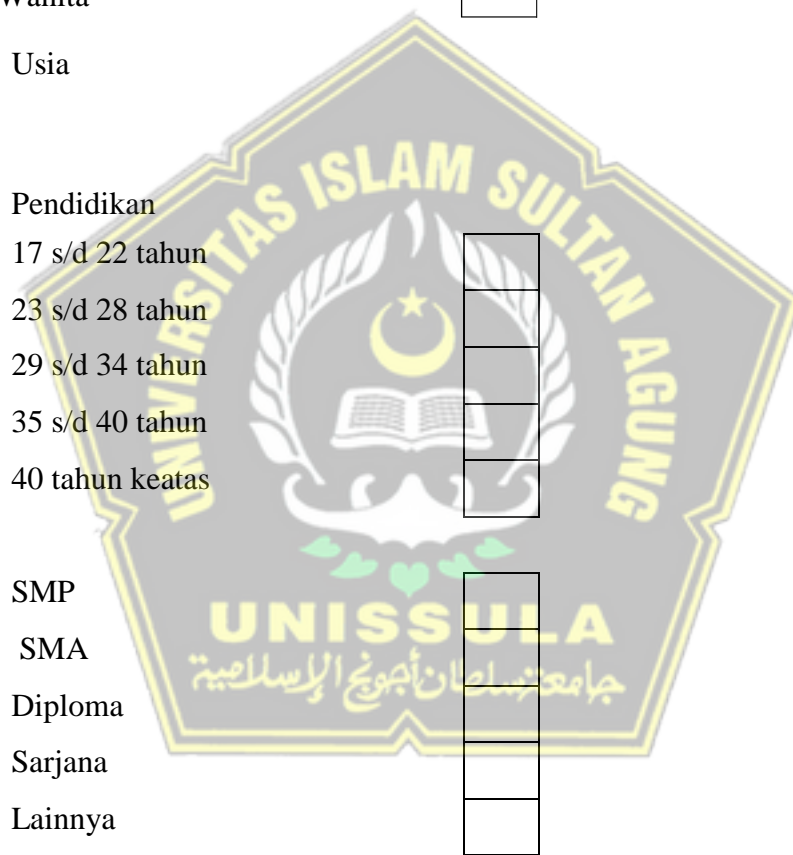 Wanita
Usia
Pendidikan
17 s/d 22 tahun
23 s/d 28 tahun
29 s/d 34 tahun
35 s/d 40 tahun
40 tahun keatas
SMP
SMA
Diploma
Sarjana
Lainnya
UNIVERSITAS ISLAM SULTAN AGUNG
UNISSULA
جامعة سلطان أجونج الإسلامية